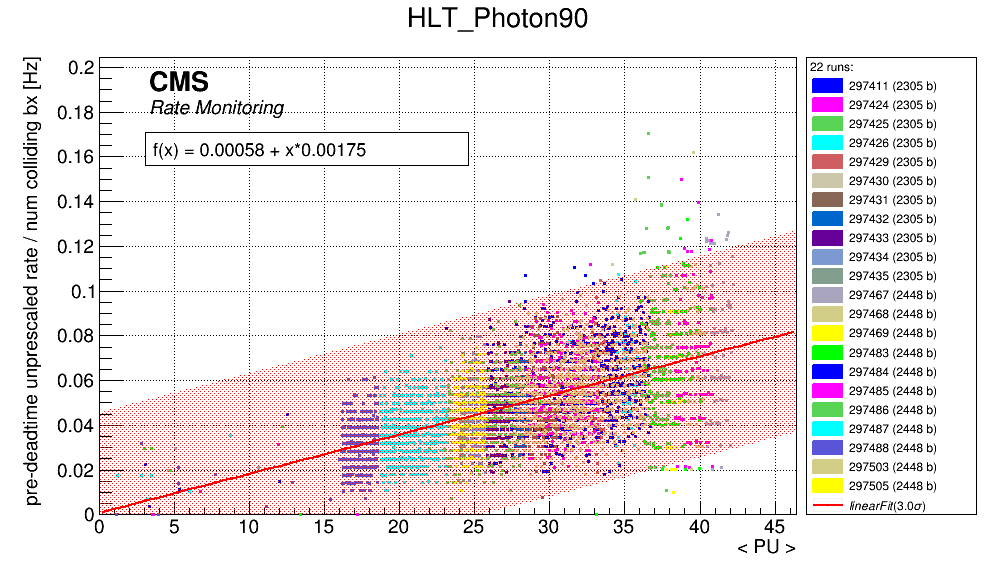 HLT_Photon90
pre-deadtime unprescaled rate / num colliding bx [Hz]
0.2
0.18
0.16
0.14
0.12
0.1
0.08
0.06
0.04
0.02
0
CMS
Rate Monitoring
f(x) = 0.00058 + x*0.00175
0 5 10 15 20 25 30 35 40 45
< PU >
22 runs:
297411 (2305 b)
297424 (2305 b)
297425 (2305 b)
297426 (2305 b)
297429 (2305 b)
297430 (2305 b)
297431 (2305 b)
297432 (2305 b)
297433 (2305 b)
297434 (2305 b)
297435 (2305 b)
297467 (2448 b)
297468 (2448 b)
297469 (2448 b)
297483 (2448 b)
297484 (2448 b)
297485 (2448 b)
297486 (2448 b)
297487 (2448 b)
297488 (2448 b)
297503 (2448 b)
297505 (2448 b)
linearFit(3.0σ)